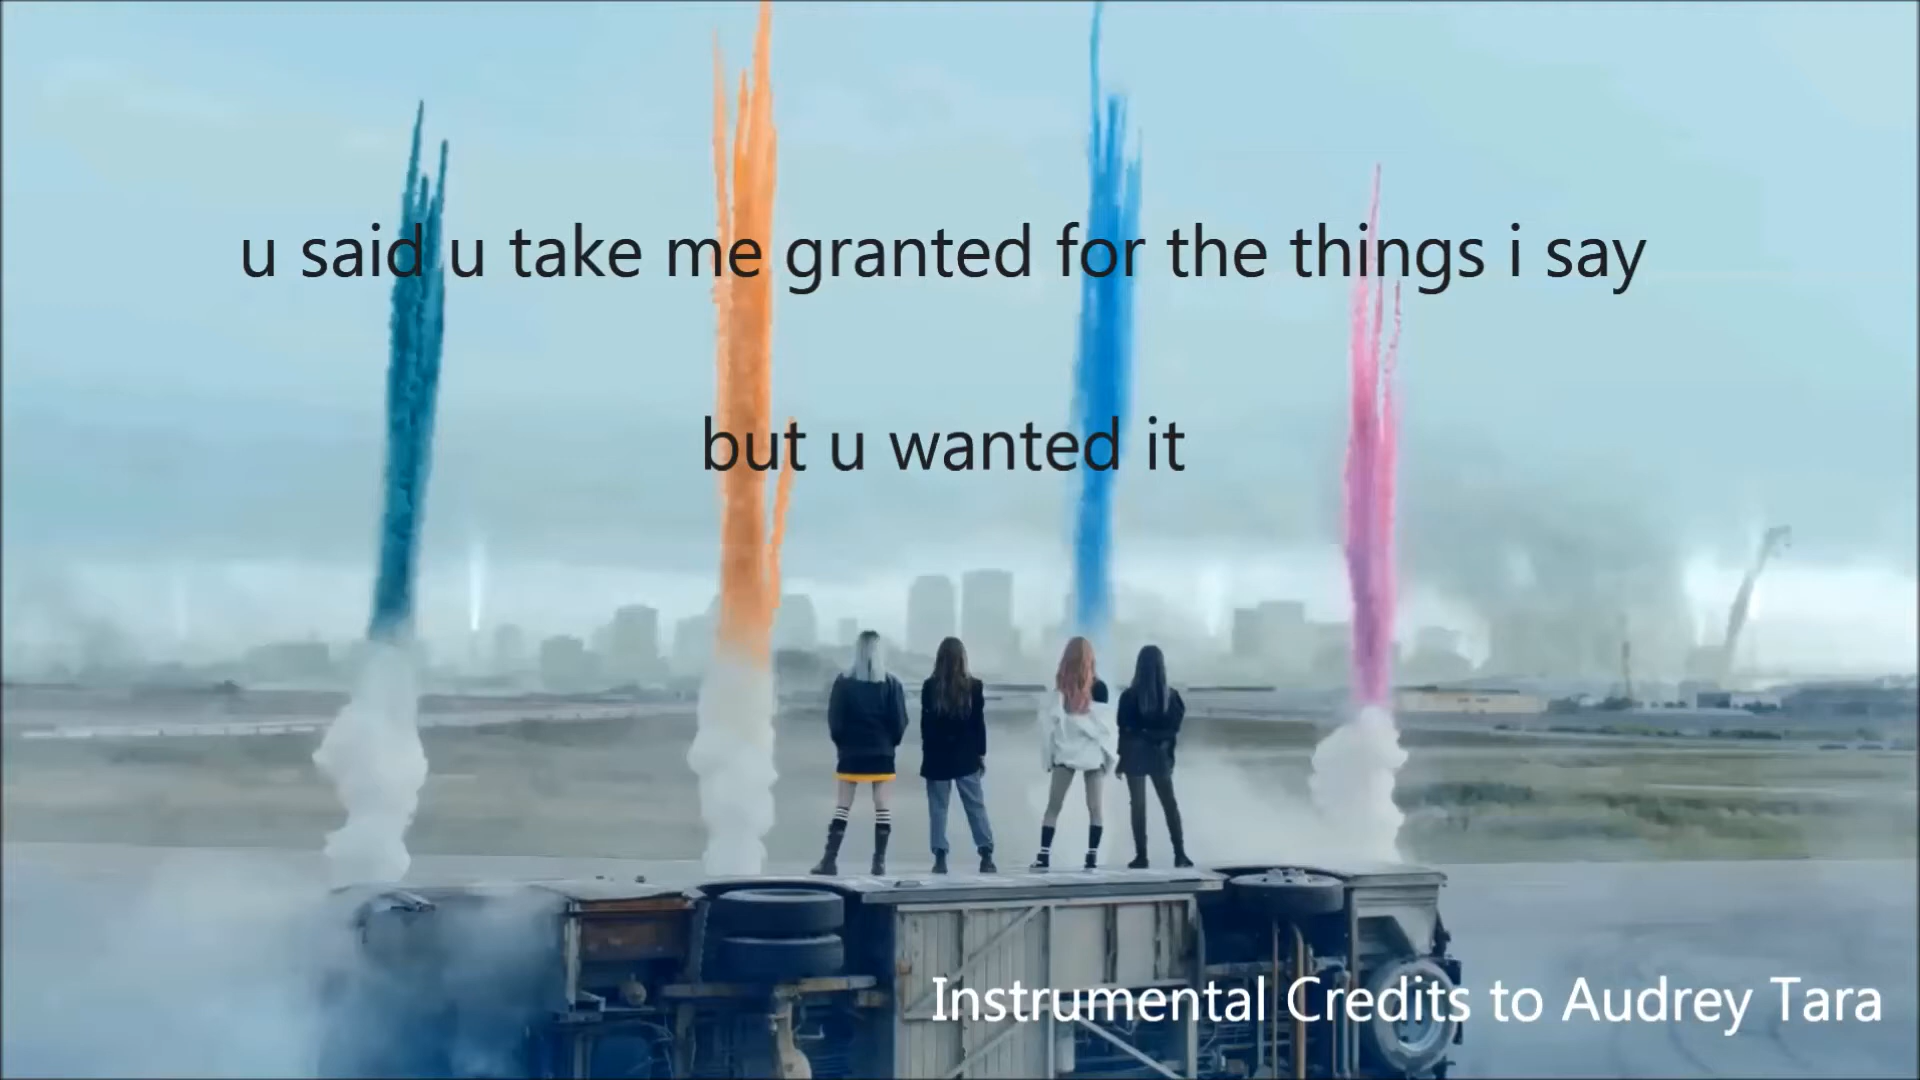 u said u take me granted for the things i say
but u wanted it
Instrumental Credits to Audrey Tara